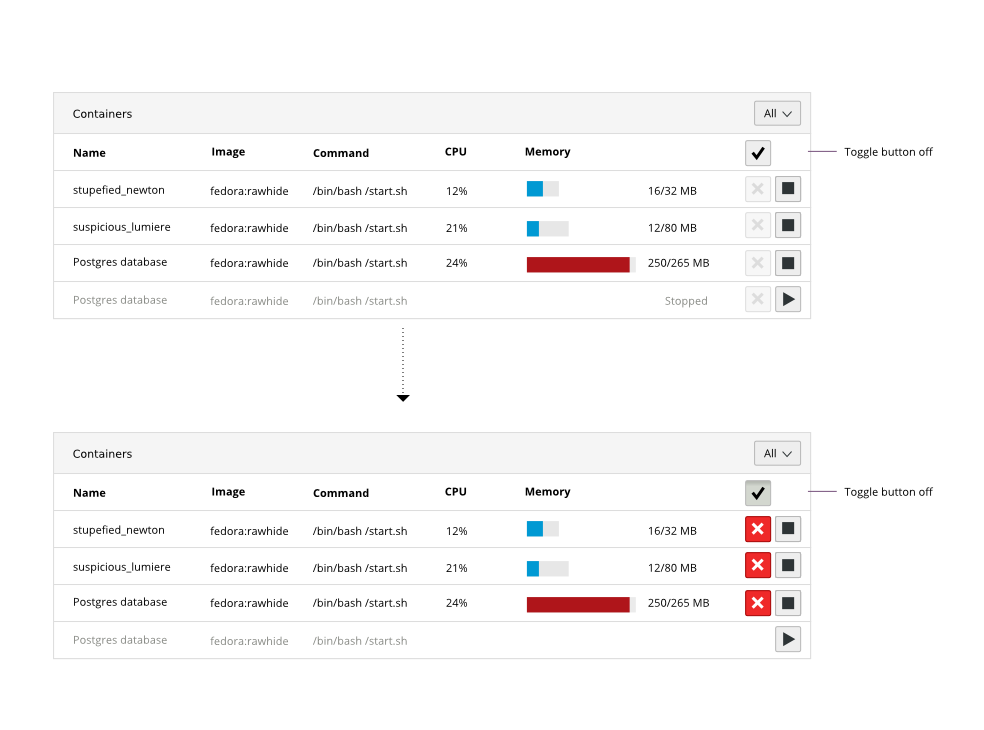 Containers All
Name Image Command CPU Memory Toggle button off
stupefied_newton fedora:rawhide /bin/bash /start.sh 12% 16/32 MB
suspicious_lumiere fedora:rawhide /bin/bash /start.sh 21% 12/80 MB
Postgres database fedora:rawhide /bin/bash /start.sh 24% 250/265 MB
Postgres database fedora:rawhide /bin/bash /start.sh Stopped
Containers All
Name Image Command CPU Memory Toggle button off
stupefied_newton fedora:rawhide /bin/bash /start.sh 12% 16/32 MB
suspicious_lumiere fedora:rawhide /bin/bash /start.sh 21% 12/80 MB
Postgres database fedora:rawhide /bin/bash /start.sh 24% 250/265 MB
Postgres database fedora:rawhide /bin/bash /start.sh